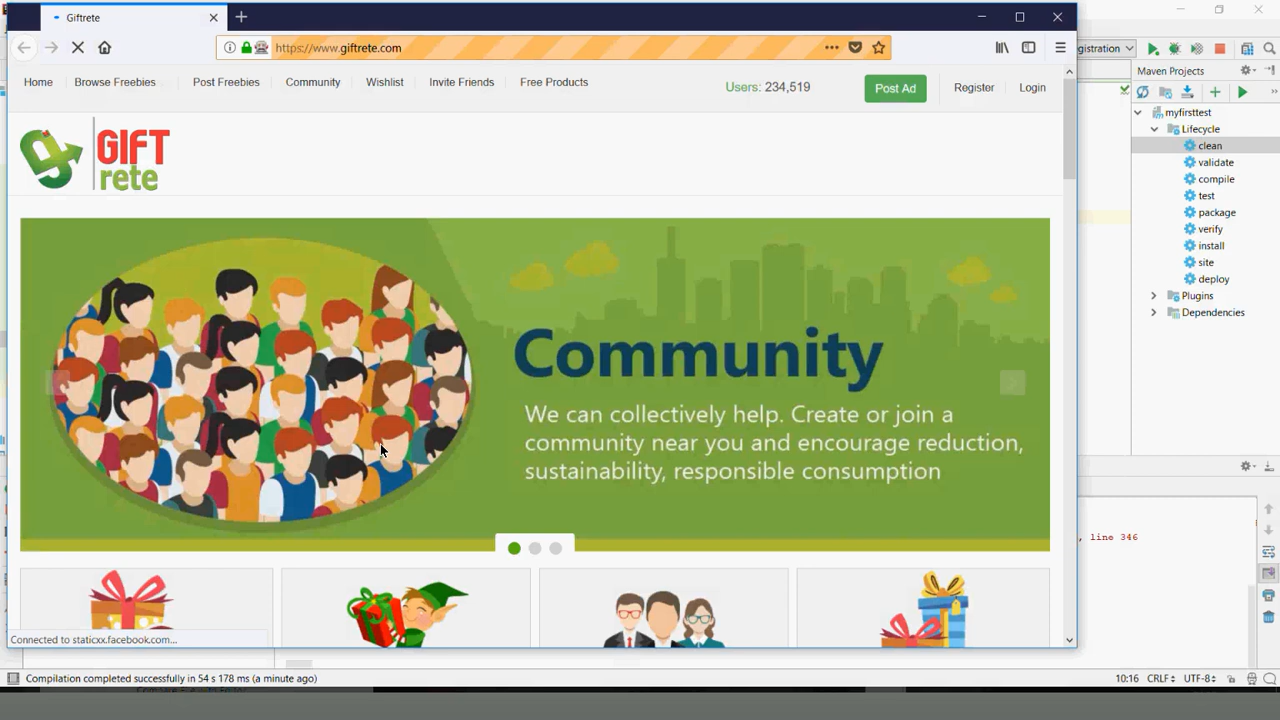 Giftrete
https://www.giftrete.com
gistration
Maven Projects
Home Browse Freebies Post Freebies Community Wishlist Invite Friends Free Products Users: 234,519 Post Ad Register Login
GIFT
rete
myfirsttest
Lifecycle
clean
validate
compile
test
package
verify
install
site
deploy
Plugins
Dependencies
Community
We can collectively help. Create or join a
community near you and encourage reduction,
sustainability, responsible consumption
, line 346
Connected to staticxx.facebook.com...
Compilation completed successfully in 54 s 178 ms (a minute ago)
10:16 CRLF UTF-8